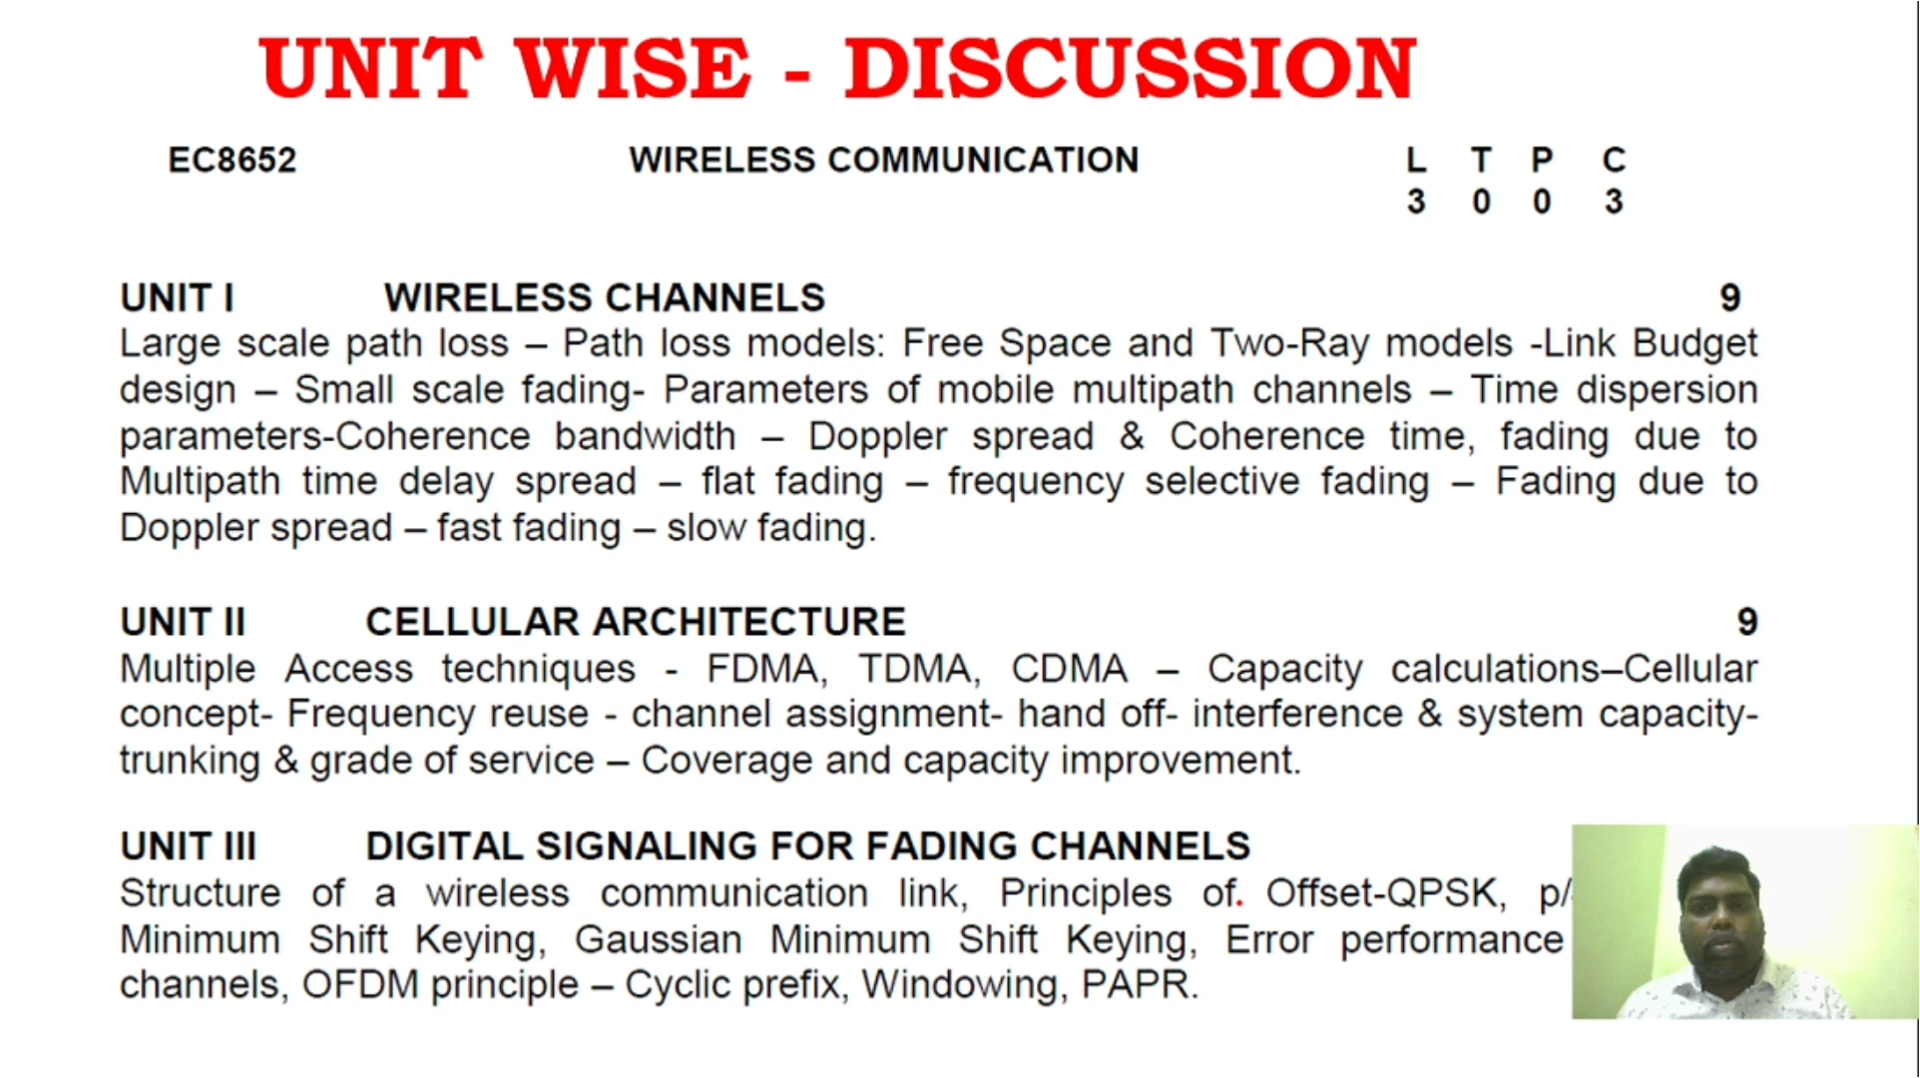 UNIT WISE - DISCUSSION
EC8652 WIRELESS COMMUNICATION L T P C
3 0 0 3
UNIT I WIRELESS CHANNELS 9
Large scale path loss – Path loss models: Free Space and Two-Ray models -Link Budget
design – Small scale fading- Parameters of mobile multipath channels – Time dispersion
parameters-Coherence bandwidth – Doppler spread & Coherence time, fading due to
Multipath time delay spread – flat fading – frequency selective fading – Fading due to
Doppler spread – fast fading – slow fading.
UNIT II CELLULAR ARCHITECTURE 9
Multiple Access techniques - FDMA, TDMA, CDMA – Capacity calculations–Cellular
concept- Frequency reuse - channel assignment- hand off- interference & system capacity-
trunking & grade of service – Coverage and capacity improvement.
UNIT III DIGITAL SIGNALING FOR FADING CHANNELS
Structure of a wireless communication link, Principles of Offset-QPSK, p/
Minimum Shift Keying, Gaussian Minimum Shift Keying, Error performance
channels, OFDM principle – Cyclic prefix, Windowing, PAPR.